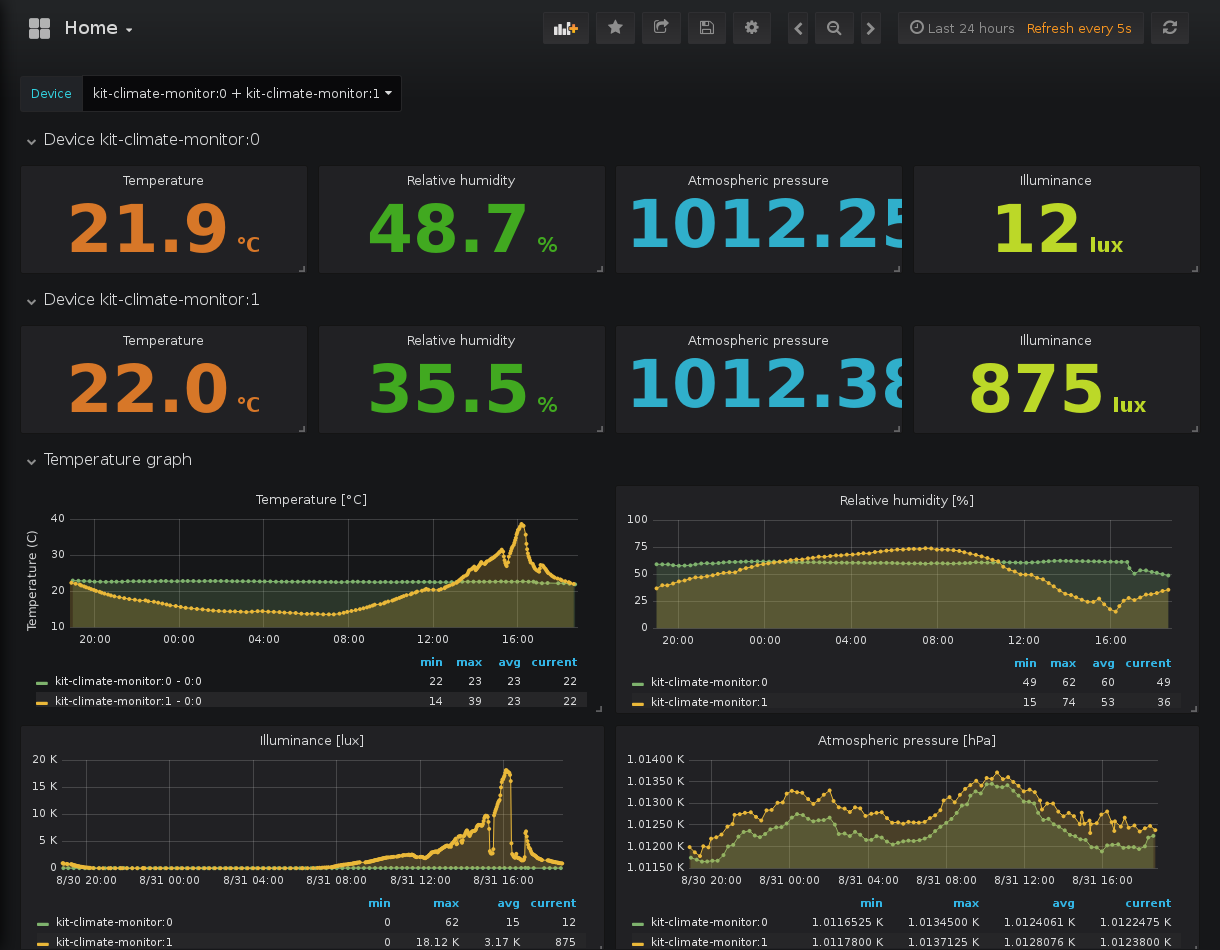 Home
Last 24 hours Refresh every 5s
Device kit-climate-monitor:0 + kit-climate-monitor:1
Device kit-climate-monitor:0
Temperature Relative humidity Atmospheric pressure Illuminance
21.9 °C 48.7 % 1012.25 12 lux
Device kit-climate-monitor:1
Temperature Relative humidity Atmospheric pressure Illuminance
22.0 °C 35.5 % 1012.38 875 lux
Temperature graph
Temperature [°C]
Temperature (C)
40
30
20
10
20:00 00:00 04:00 08:00 12:00 16:00
min max avg current
kit-climate-monitor:0 - 0:0 22 23 23 22
kit-climate-monitor:1 - 0:0 14 39 23 22
Relative humidity [%]
100
75
50
25
0
20:00 00:00 04:00 08:00 12:00 16:00
min max avg current
kit-climate-monitor:0 49 62 60 49
kit-climate-monitor:1 15 74 53 36
Illuminance [lux]
20 K
15 K
10 K
5 K
0
8/30 20:00 8/31 00:00 8/31 04:00 8/31 08:00 8/31 12:00 8/31 16:00
min max avg current
kit-climate-monitor:0 0 62 15 12
kit-climate-monitor:1 0 18.12 K 3.17 K 875
Atmospheric pressure [hPa]
1.01400 K
1.01350 K
1.01300 K
1.01250 K
1.01200 K
1.01150 K
8/30 20:00 8/31 00:00 8/31 04:00 8/31 08:00 8/31 12:00 8/31 16:00
min max avg current
kit-climate-monitor:0 1.0116525 K 1.0134500 K 1.0124061 K 1.0122475 K
kit-climate-monitor:1 1.0117800 K 1.0137125 K 1.0128076 K 1.0123800 K